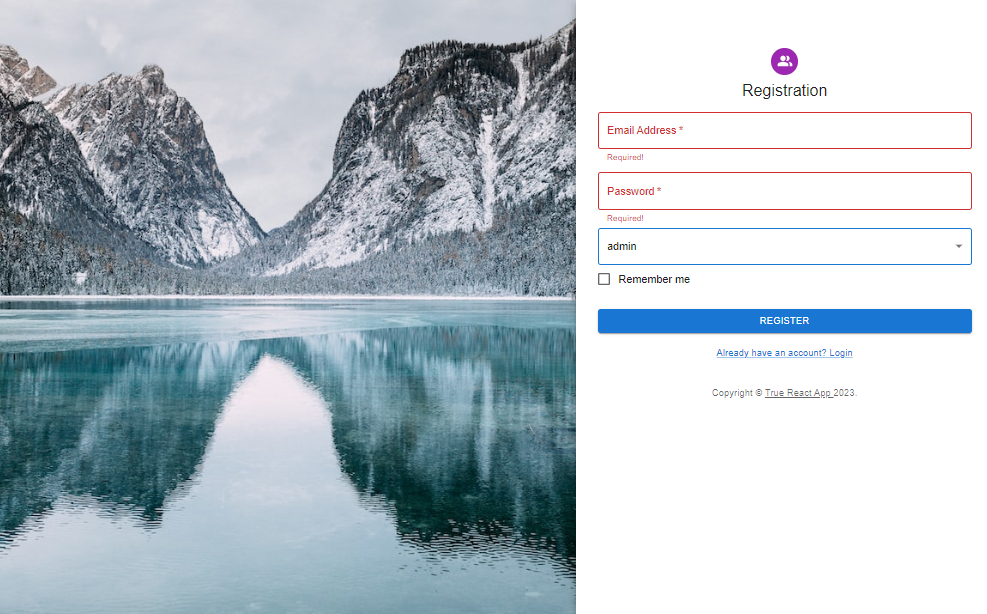 Registration
Email Address *
Required!
Password *
Required!
admin
Remember me
REGISTER
Already have an account? Login
Copyright © True React App 2023.